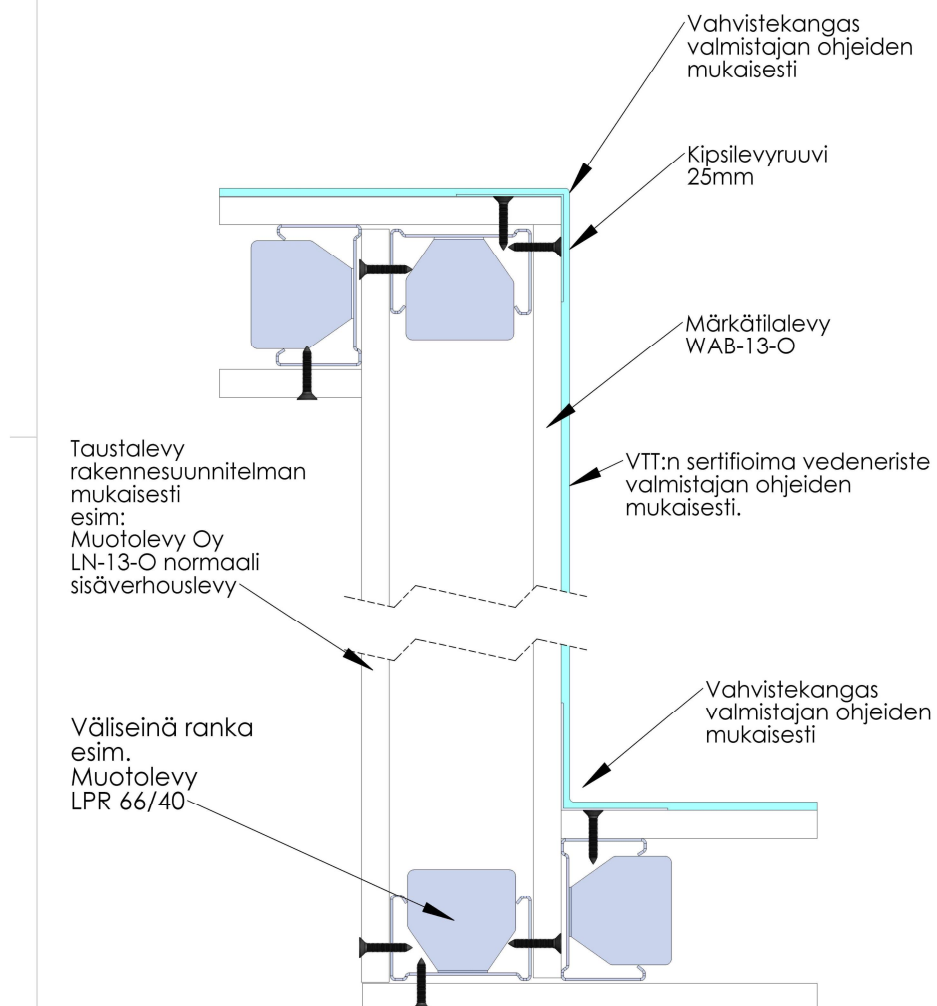 Vahvistekangas
valmistajan ohjeiden
mukaisesti
Kipsilevyruuvi
25mm
Märkätilalevy
WAB-13-O
Taustalevy
rakennesuunnitelman
mukaisesti
esim:
Muotolevy Oy
LN-13-O normaali
sisäverhouslevy
VTT:n sertifioima vedeneriste
valmistajan ohjeiden
mukaisesti.
Väliseinä ranka
esim.
Muotolevy
LPR 66/40
Vahvistekangas
valmistajan ohjeiden
mukaisesti